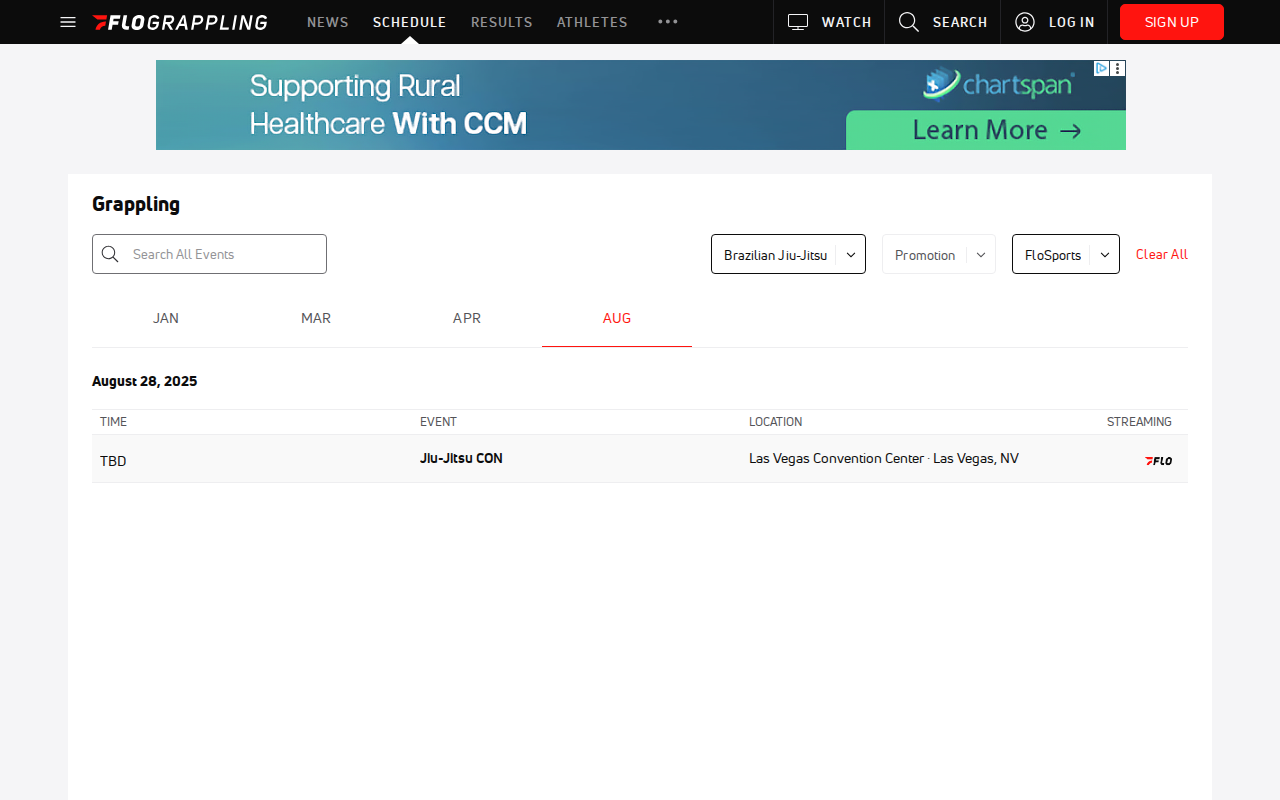 FLOGRAPPLING
NEWS
SCHEDULE
RESULTS
ATHLETES
WATCH
SEARCH
LOG IN
SIGN UP
Supporting Rural
Healthcare With CCM
chartspan
Learn More →
Grappling
Search All Events
Brazilian Jiu-Jitsu
Promotion
FloSports
Clear All
JAN
MAR
APR
AUG
August 28, 2025
TIME
EVENT
LOCATION
STREAMING
TBD
Jiu-Jitsu CON
Las Vegas Convention Center · Las Vegas, NV
FLO